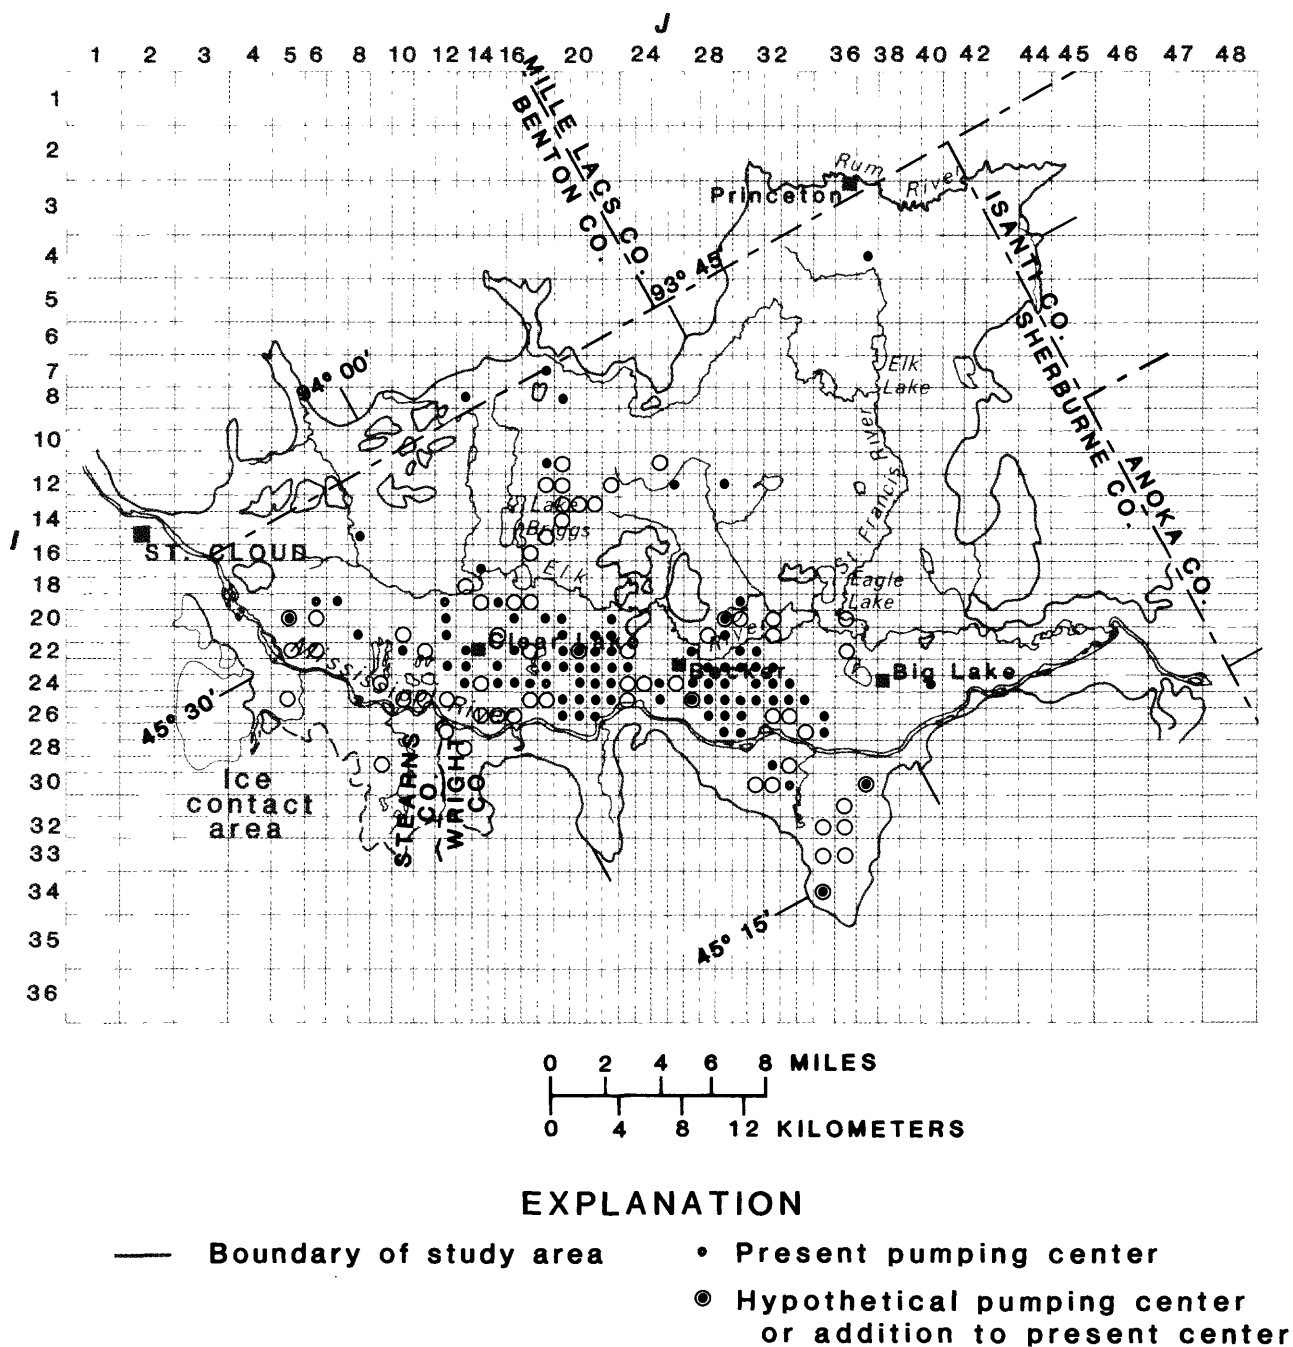 J
1 2 3 4 5 6 8 10 12 14 16 20 24 28 32 36 38 40 42 44 45 46 47 48
1
2
3
4
5
6
7
8
10
12
14
I
16
18
20
22
24
26
28
30
32
33
34
35
36
MILLE LACS CO.
BENTON CO.
Rum
River
Princeton
ISANTI CO.
SHERBURNE CO.
ANOKA CO.
93° 45'
94° 00'
Elk
Lake
St. Francis River
Lake
Briggs
ST. CLOUD
Elk
Eagle
Lake
River
Clear Lake
Becker
Big Lake
Mississippi
River
45° 30'
Ice
contact
area
STEARNS
CO.
WRIGHT
CO.
45° 15'
0 2 4 6 8 MILES
0 4 8 12 KILOMETERS
EXPLANATION
Boundary of study area
Present pumping center
Hypothetical pumping center
or addition to present center